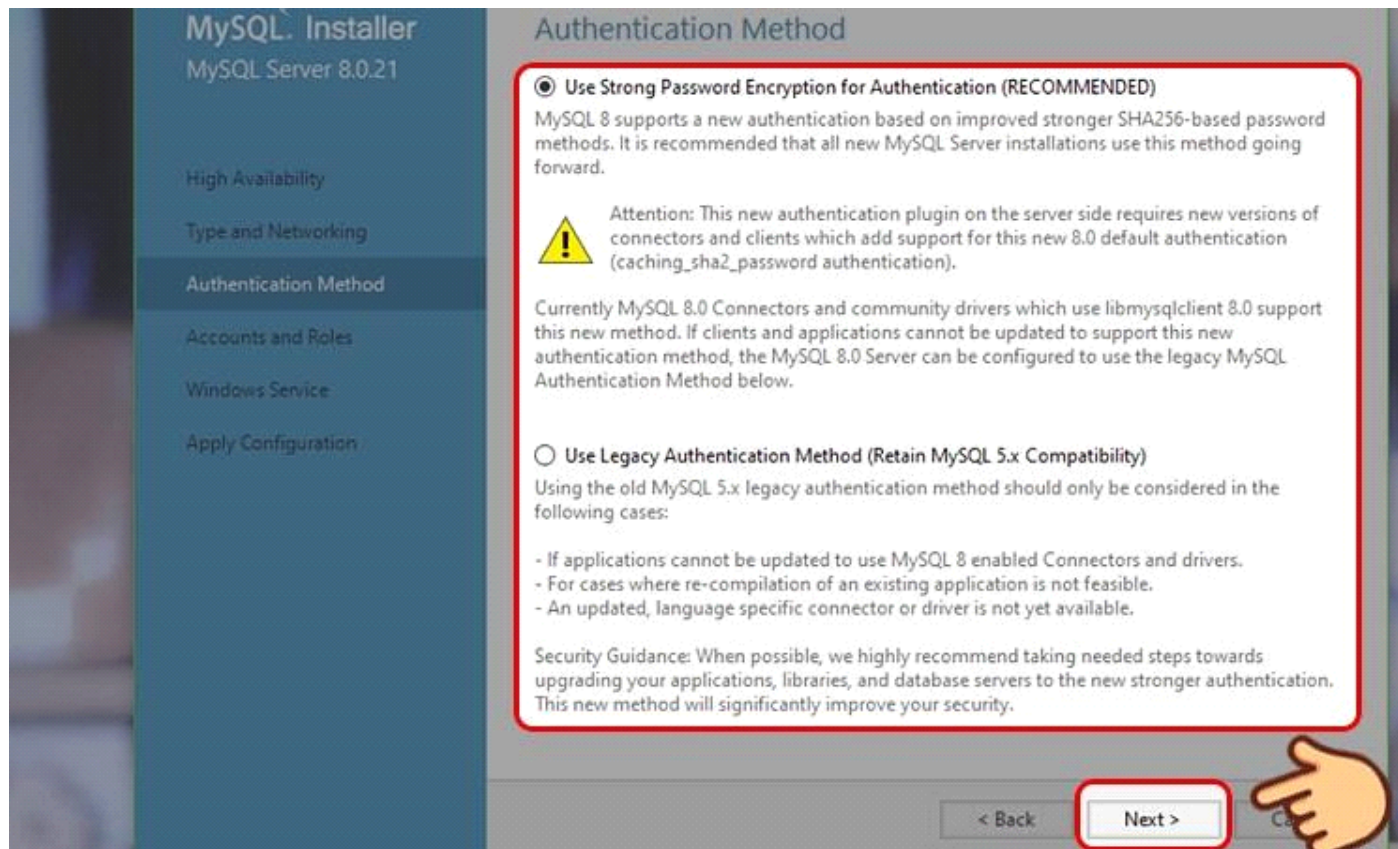 MySQL. Installer
MySQL Server 8.0.21
High Availability
Type and Networking
Authentication Method
Accounts and Roles
Windows Service
Apply Configuration
Authentication Method
Use Strong Password Encryption for Authentication (RECOMMENDED)
MySQL 8 supports a new authentication based on improved stronger SHA256-based password
methods. It is recommended that all new MySQL Server installations use this method going
forward.
Attention: This new authentication plugin on the server side requires new versions of
connectors and clients which add support for this new 8.0 default authentication
(caching_sha2_password authentication).
Currently MySQL 8.0 Connectors and community drivers which use libmysqlclient 8.0 support
this new method. If clients and applications cannot be updated to support this new
authentication method, the MySQL 8.0 Server can be configured to use the legacy MySQL
Authentication Method below.
Use Legacy Authentication Method (Retain MySQL 5.x Compatibility)
Using the old MySQL 5.x legacy authentication method should only be considered in the
following cases:
- If applications cannot be updated to use MySQL 8 enabled Connectors and drivers.
- For cases where re-compilation of an existing application is not feasible.
- An updated, language specific connector or driver is not yet available.
Security Guidance: When possible, we highly recommend taking needed steps towards
upgrading your applications, libraries, and database servers to the new stronger authentication.
This new method will significantly improve your security.
< Back
Next >